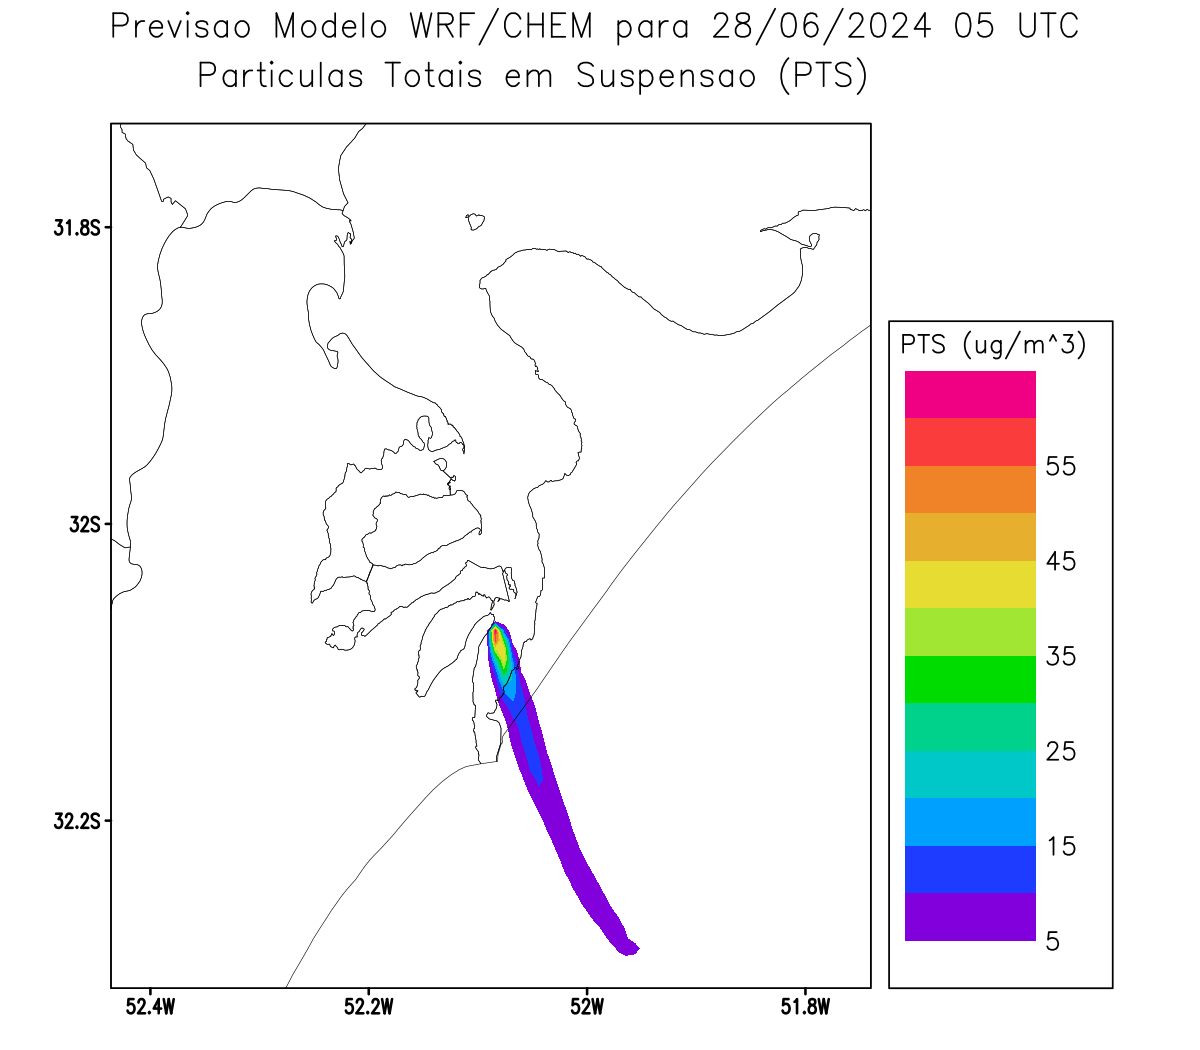 Previsao Modelo WRF/CHEM para 28/06/2024 05 UTC
Particulas Totais em Suspensao (PTS)
31.8S
32S
32.2S
52.4W
52.2W
52W
51.8W
PTS (ug/m^3)
55
45
35
25
15
5